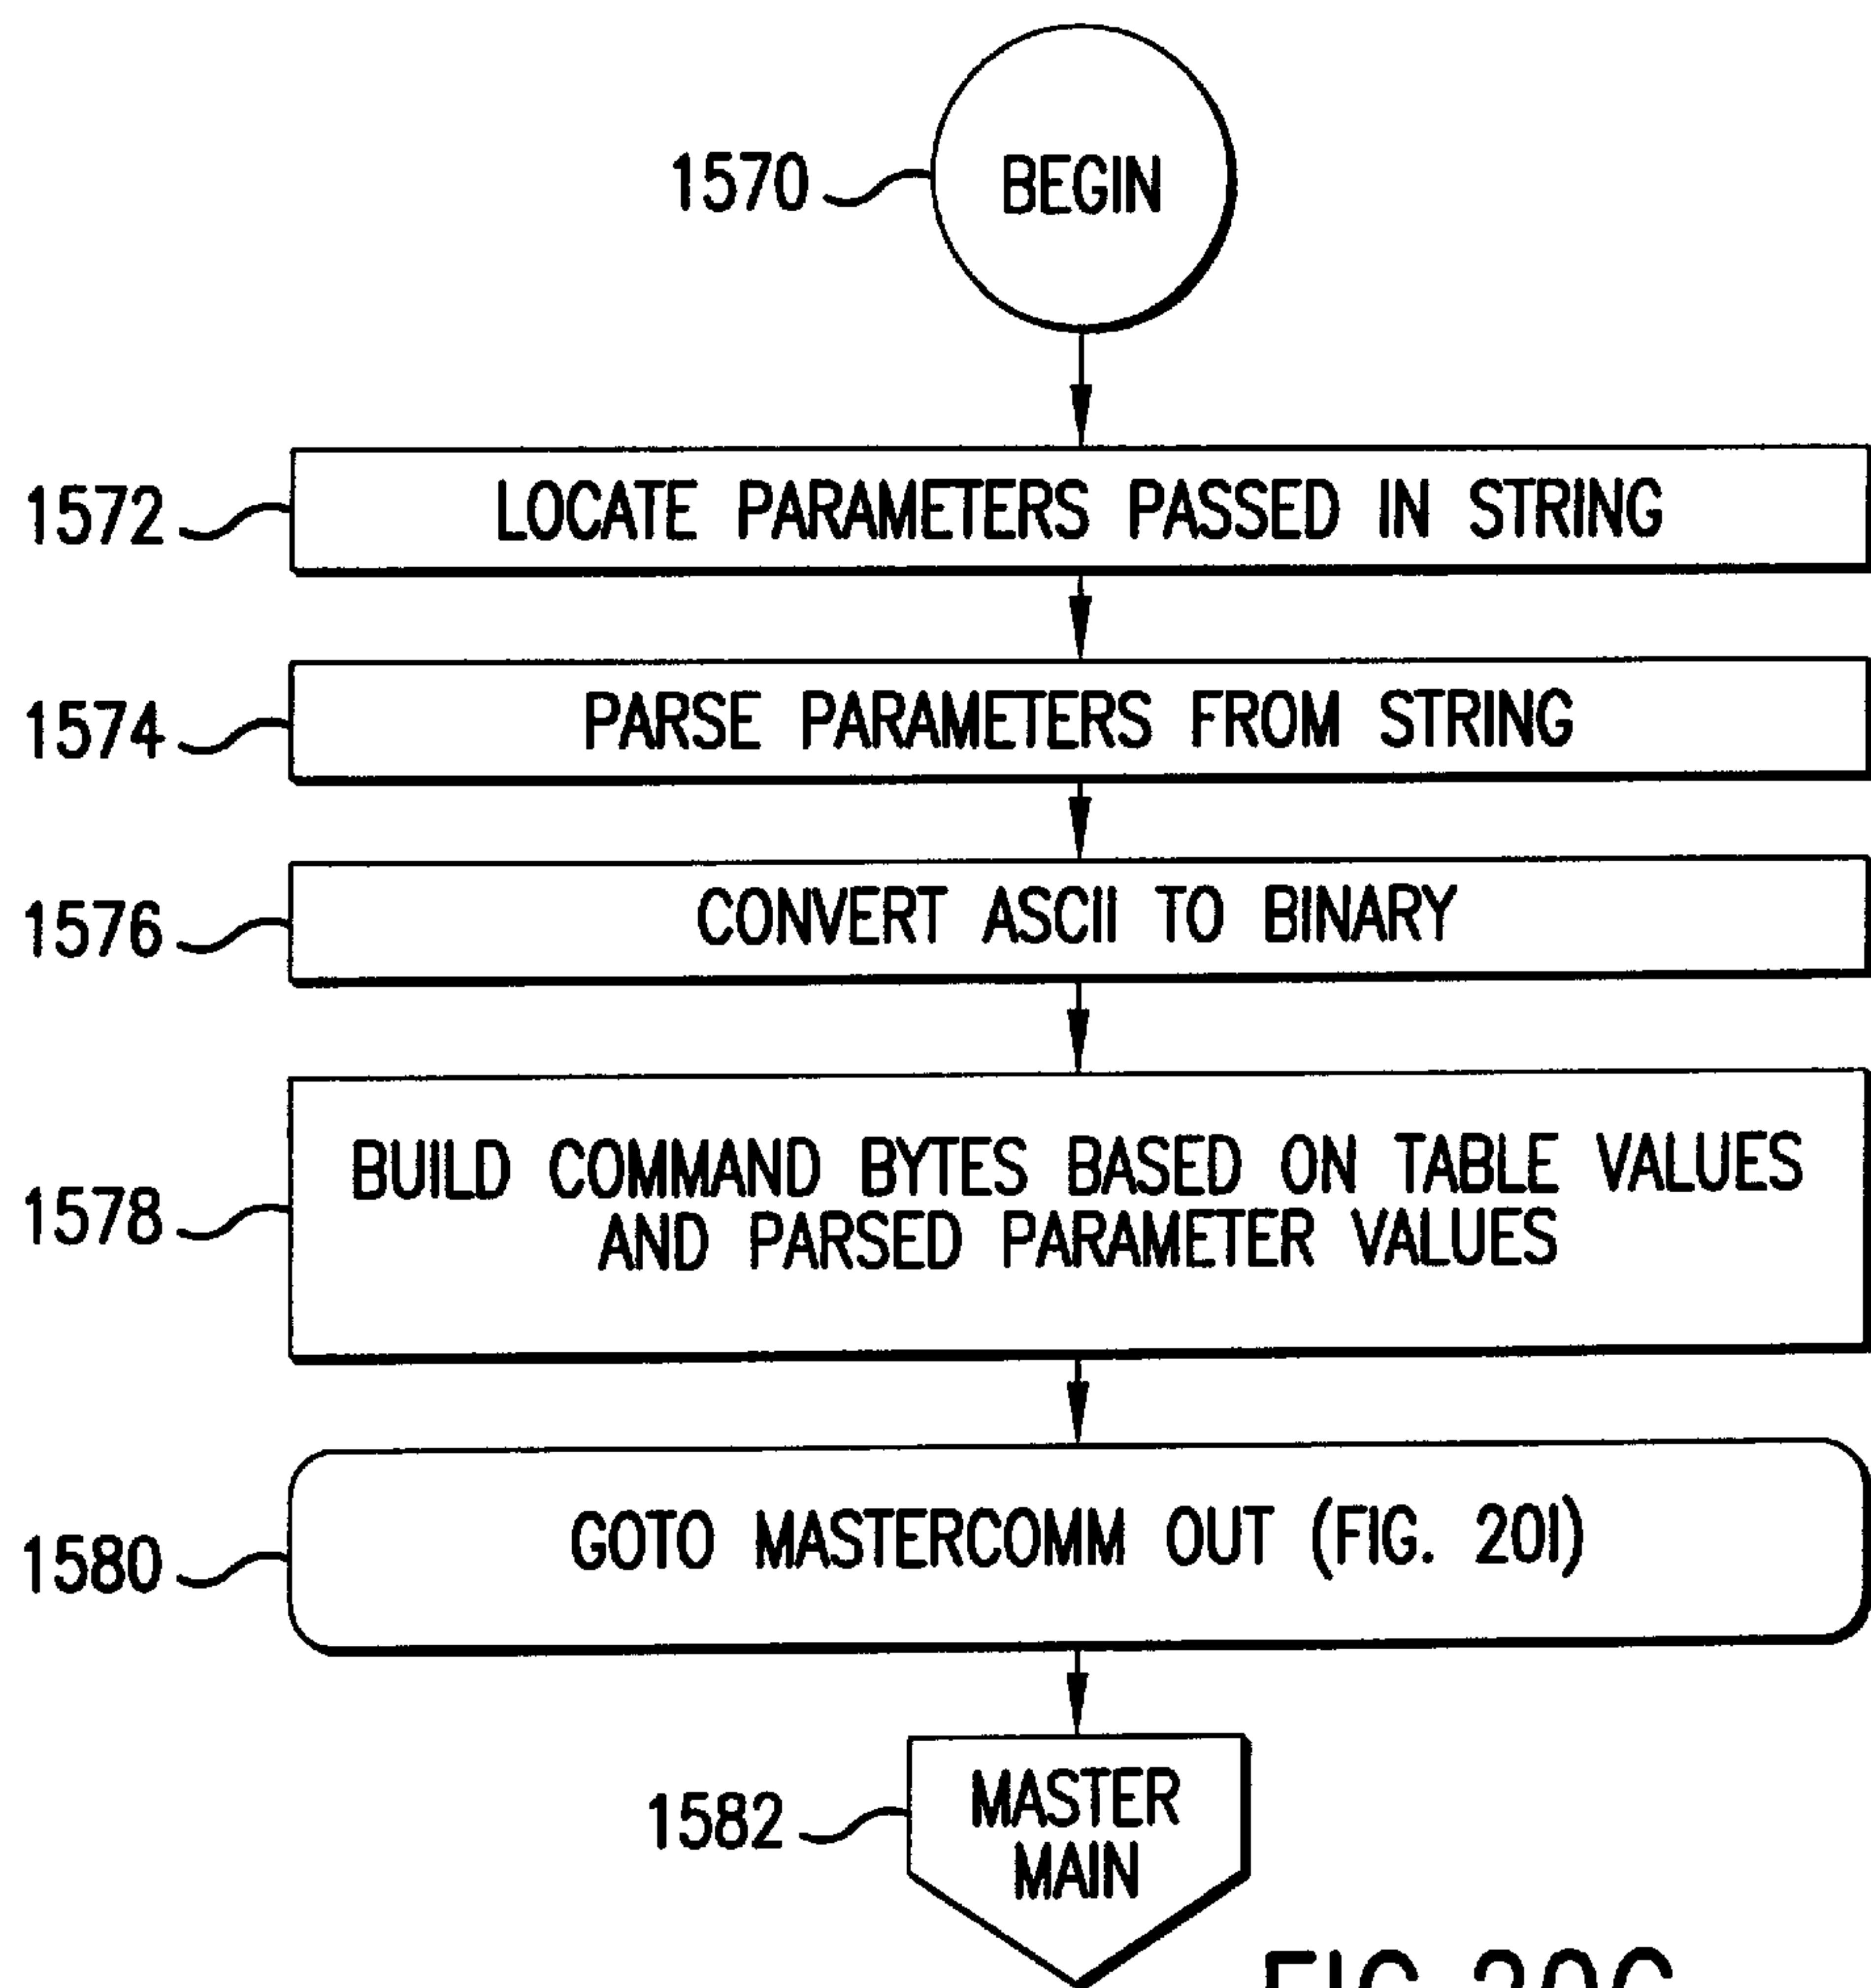 1570
BEGIN
1572
LOCATE PARAMETERS PASSED IN STRING
1574
PARSE PARAMETERS FROM STRING
1576
CONVERT ASCII TO BINARY
1578
BUILD COMMAND BYTES BASED ON TABLE VALUES
AND PARSED PARAMETER VALUES
1580
GOTO MASTERCOMM OUT (FIG. 20I)
1582
MASTER
MAIN
FIG.